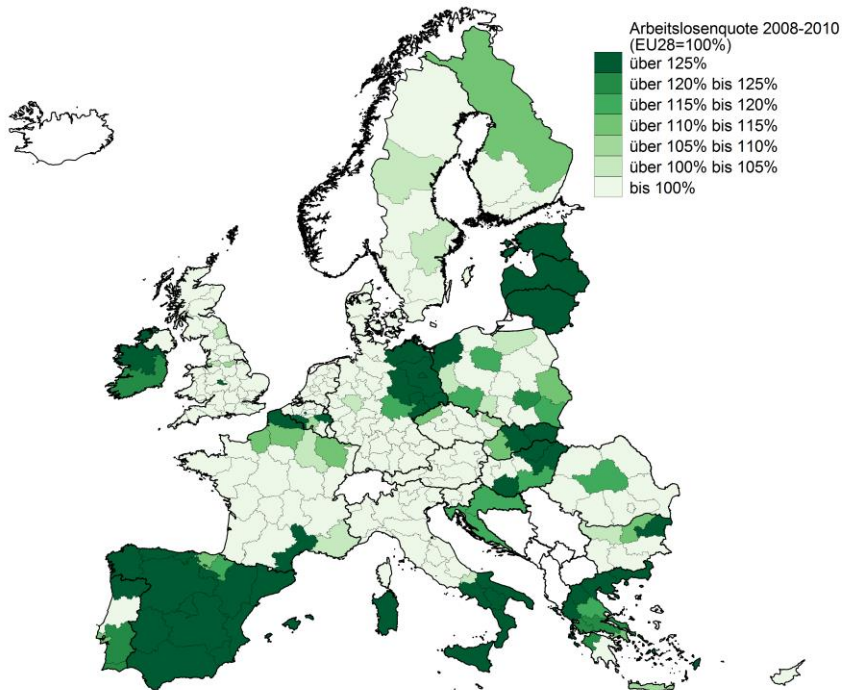 Arbeitslosenquote 2008-2010
(EU28=100%)
über 125%
über 120% bis 125%
über 115% bis 120%
über 110% bis 115%
über 105% bis 110%
über 100% bis 105%
bis 100%